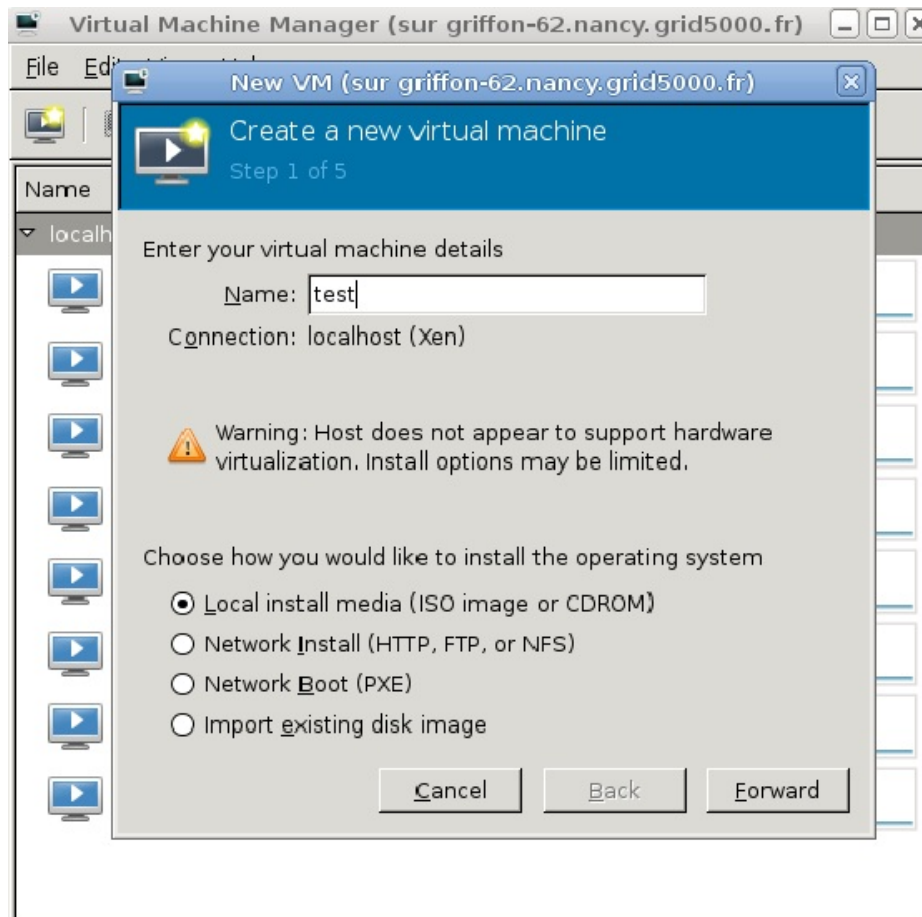 Virtual Machine Manager (sur griffon-62.nancy.grid5000.fr)
File
New VM (sur griffon-62.nancy.grid5000.fr)
Create a new virtual machine
Step 1 of 5
Name
Enter your virtual machine details
Name: test
Connection: localhost (Xen)
Warning: Host does not appear to support hardware
virtualization. Install options may be limited.
Choose how you would like to install the operating system
Local install media (ISO image or CDROM)
Network Install (HTTP, FTP, or NFS)
Network Boot (PXE)
Import existing disk image
Cancel Back Forward